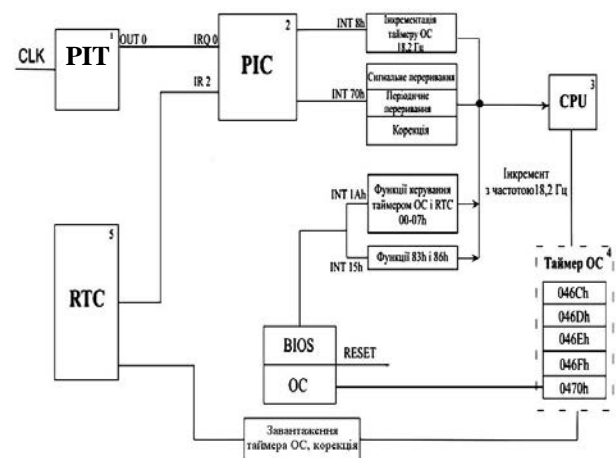 1
PIT
CLK
OUT 0
IRQ 0
IR 2
2
PIC
INT 8h
Інкрементація
таймеру ОС
18,2 Гц
INT 70h
Сигнальне переривання
Періодичне
переривання
Корекція
3
CPU
Інкремент
з частотою18,2 Гц
INT 1Ah
Функції керування
таймером ОС і RTC
00-07h
INT 15h
Функції 83h і 86h
5
RTC
BIOS
ОС
RESET
4
Таймер ОС
046Ch
046Dh
046Eh
046Fh
0470h
Завантаження
таймера ОС, корекція